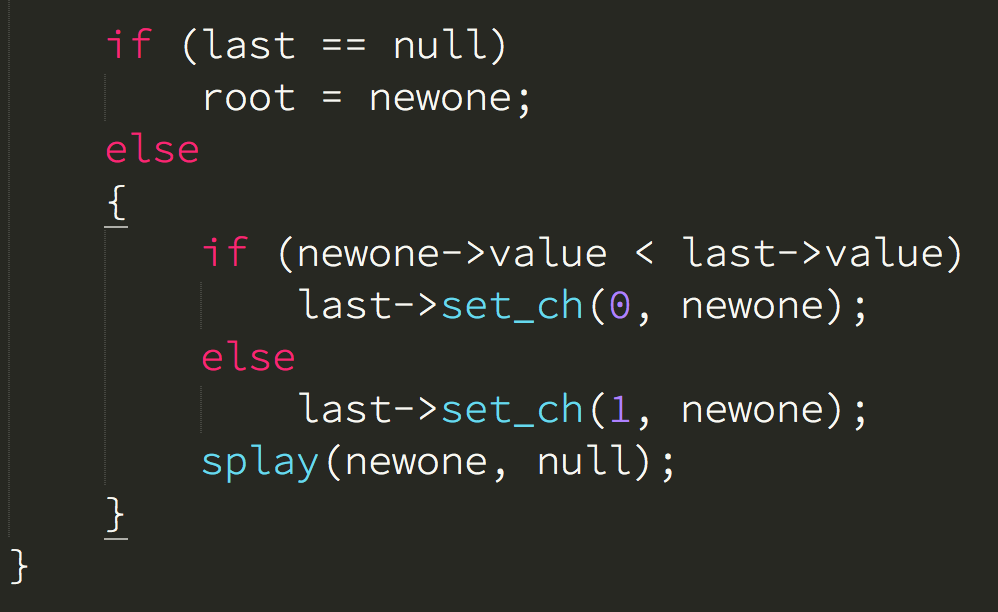 if (last == null)
root = newone;
else
{
if (newone->value < last->value)
last->set_ch(0, newone);
else
last->set_ch(1, newone);
splay(newone, null);
}
}